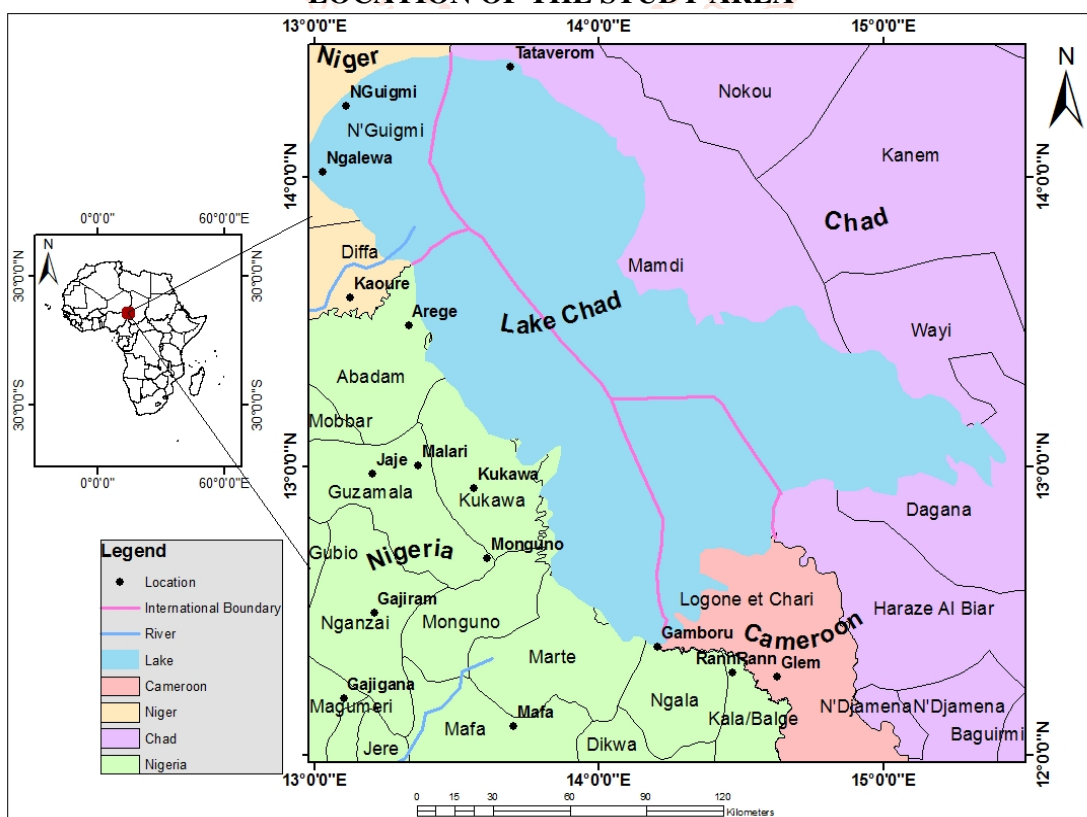 LOCATION OF THE STUDY AREA
13°0'0"E 14°0'0"E 15°0'0"E
Niger
Tataverom
N
NGuigmi
N'Guigmi
Nokou
Ngalewa
Kanem
14°0'0"N
14°0'0"N
Chad
0°0'0" 60°0'0"E
N
30°0'0"N
30°0'0"N
30°0'0"S
30°0'0"S
0°0'0" 60°0'0"E
Diffa
Mamdi
Kaoure
Arege
Lake Chad
Wayi
Abadam
Mobbar
Jaje
Malari
13°0'0"N
13°0'0"N
Guzamala
Kukawa
Kukawa
Dagana
Gubio
Nigeria
Monguno
Legend
Location
International Boundary
River
Lake
Cameroon
Niger
Chad
Nigeria
Gajiram
Nganzai
Monguno
Logone et Chari
Haraze Al Biar
Gamboru
Cameroon
Marte
RannRann
Glem
Gajigana
Magumeri
Ngala
Kala/Balge
N'Djamena
N'Djamena
Mafa
Mafa
Jere
Dikwa
Baguirmi
12°0'0"N
13°0'0"E 14°0'0"E 15°0'0"E
0 15 30 60 90 120
Kilometers